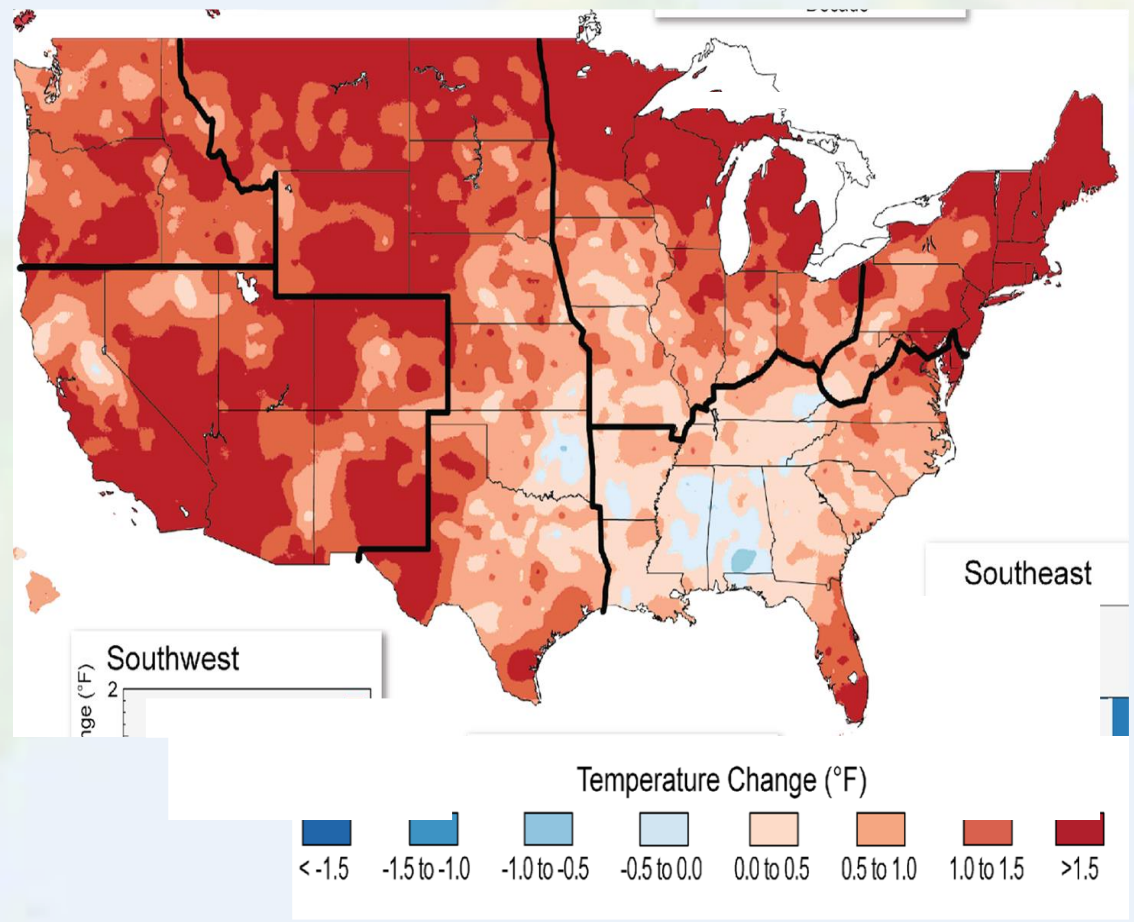 Decade
Southeast
Southwest
nge (°F)
2
Temperature Change (°F)
< -1.5
-1.5 to -1.0
-1.0 to -0.5
-0.5 to 0.0
0.0 to 0.5
0.5 to 1.0
1.0 to 1.5
>1.5